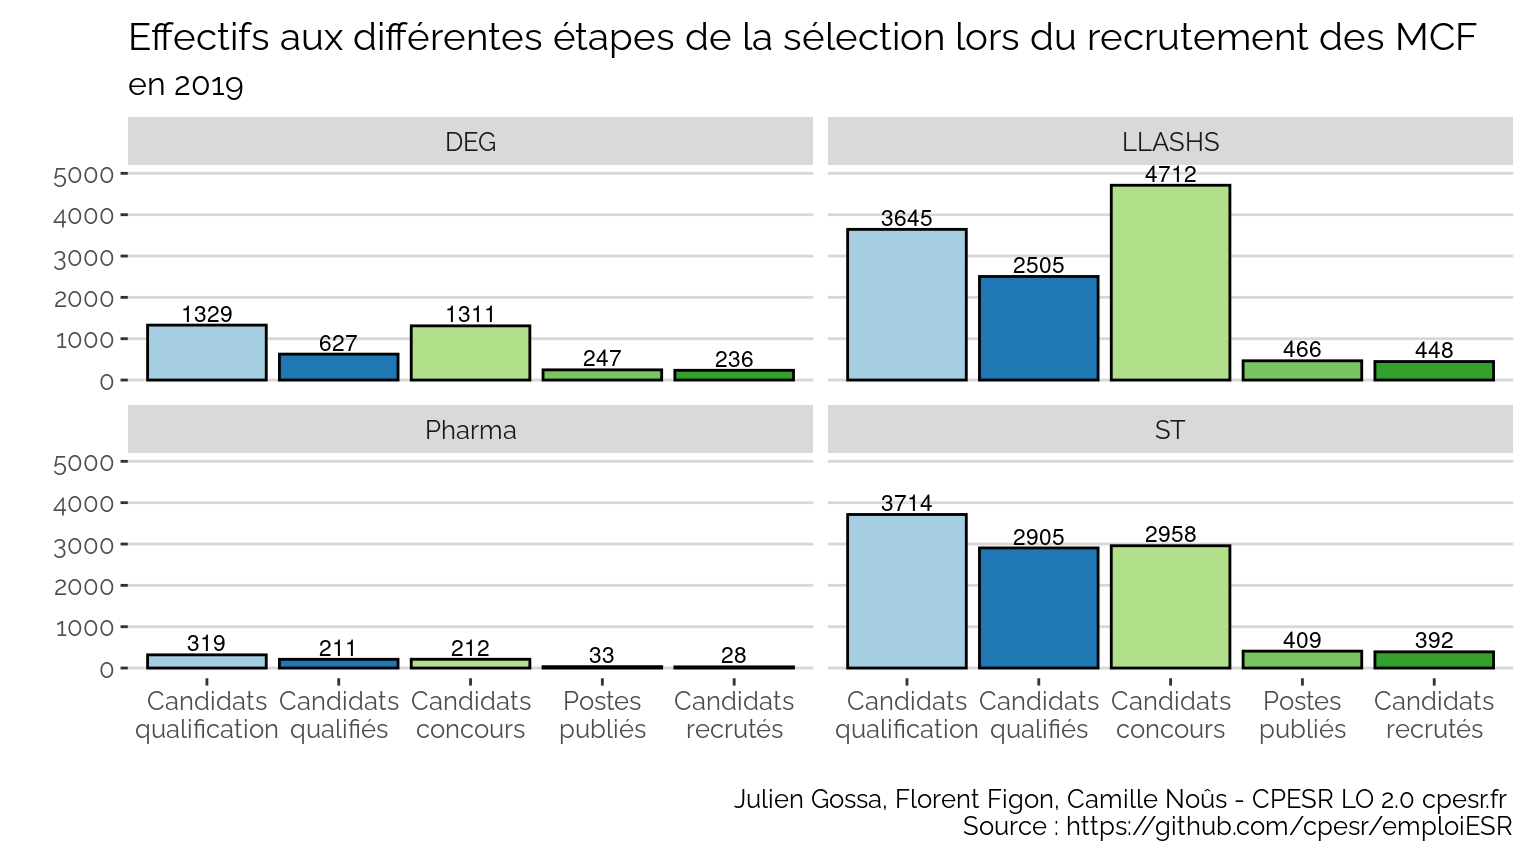 Effectifs aux différentes étapes de la sélection lors du recrutement des MCF
en 2019
DEG
LLASHS
5000
4000
3000
2000
1000
0
1329
627
1311
247
236
3645
2505
4712
466
448
Pharma
ST
5000
4000
3000
2000
1000
0
319
211
212
33
28
3714
2905
2958
409
392
Candidats
qualification
Candidats
qualifiés
Candidats
concours
Postes
publiés
Candidats
recrutés
Candidats
qualification
Candidats
qualifiés
Candidats
concours
Postes
publiés
Candidats
recrutés
Julien Gossa, Florent Figon, Camille Noûs - CPESR LO 2.0 cpesr.fr
Source : https://github.com/cpesr/emploiESR